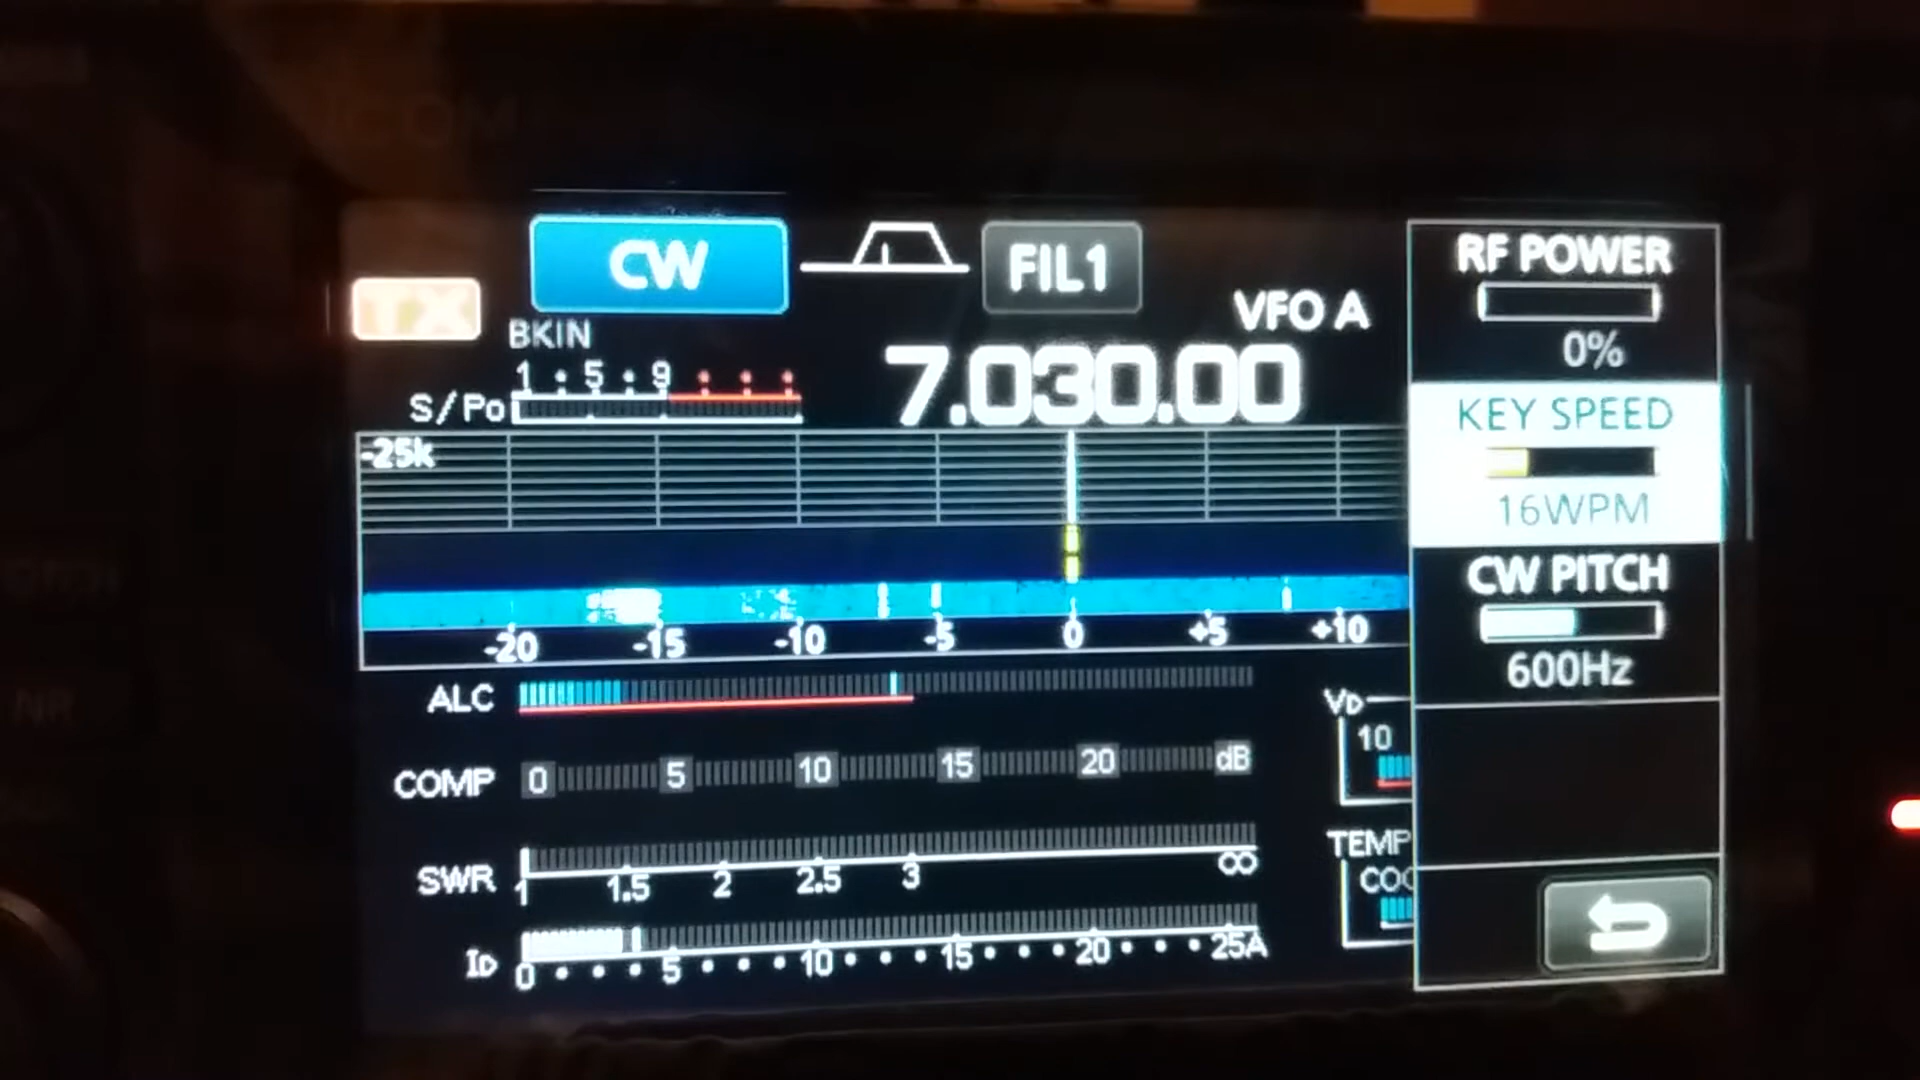 CW
FIL1
TX
BKIN
VFO A
1 5 9
S/Po
7.030.00
-25k
-20 -15 -10 -5 0 +5 +10
ALC
COMP 0 5 10 15 20 dB
SWR 1 1.5 2 2.5 3 ∞
ID 0 5 10 15 20 25A
VD
10
TEMP
RF POWER
0%
KEY SPEED
16WPM
CW PITCH
600Hz